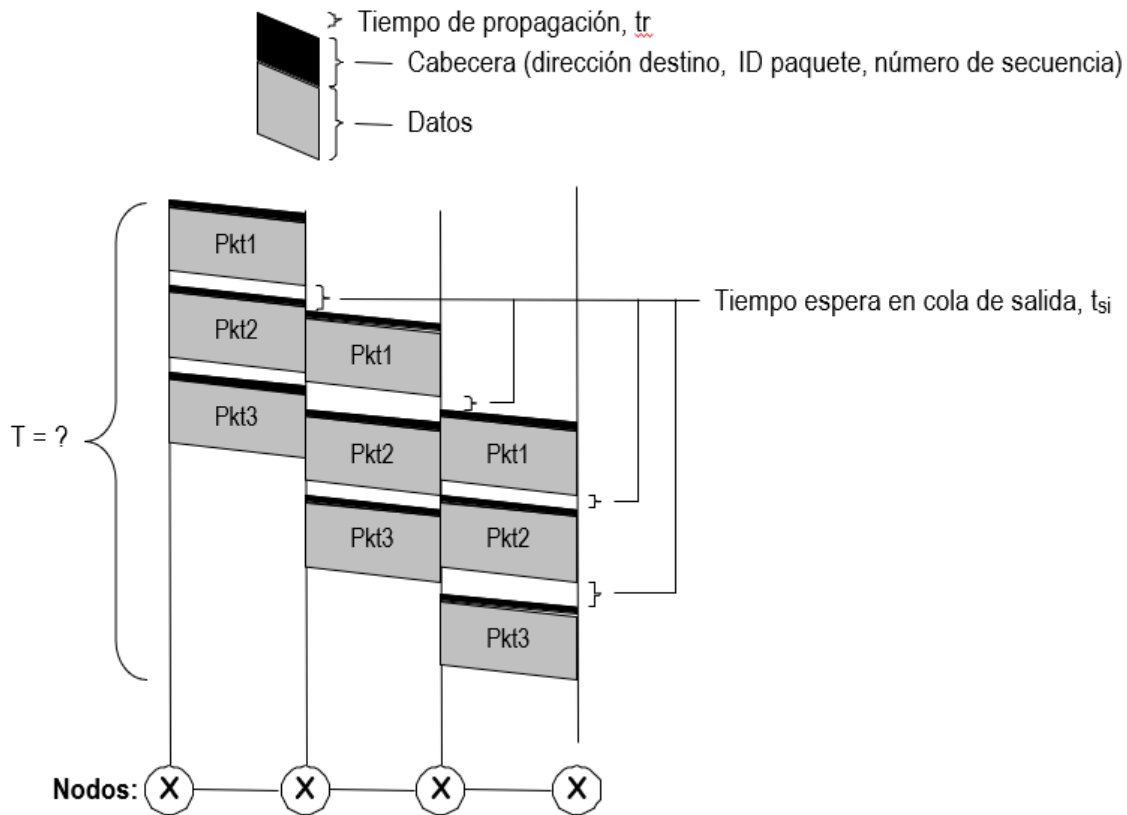 Tiempo de propagación, tr
Cabecera (dirección destino, ID paquete, número de secuencia)
Datos
Pkt1
Pkt2
Pkt3
Pkt1
Pkt2
Pkt3
Pkt1
Pkt2
Pkt3
Tiempo espera en cola de salida, tsi
T = ?
Nodos: X X X X